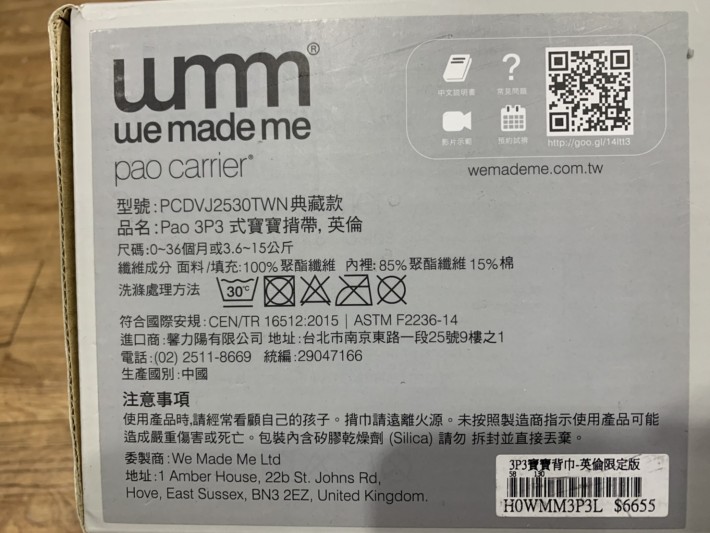 wmm®
we made me
pao carrier®
中文說明書
常見問題
影片示範
預約試揹
http://goo.gl/14Itt3
wemademe.com.tw
型號:PCDVJ2530TWN典藏款
品名:Pao 3P3 式寶寶揹帶, 英倫
尺碼:0~36個月或3.6~15公斤
纖維成分 面料/填充:100%聚酯纖維 內裡:85%聚酯纖維 15%棉
洗滌處理方法 30°C
符合國際安規:CEN/TR 16512:2015 | ASTM F2236-14
進口商:馨力陽有限公司 地址:台北市南京東路一段25號9樓之1
電話:(02) 2511-8669 統編:29047166
生產國別:中國
注意事項
使用產品時,請經常看顧自己的孩子。揹巾請遠離火源。未按照製造商指示使用產品可能
造成嚴重傷害或死亡。包裝內含矽膠乾燥劑 (Silica) 請勿 拆封並直接丟棄。
委製商:We Made Me Ltd
地址:1 Amber House, 22b St. Johns Rd,
Hove, East Sussex, BN3 2EZ, United Kingdom.
3P3寶寶背巾-英倫限定版
58 130
H0WMM3P3L $6655